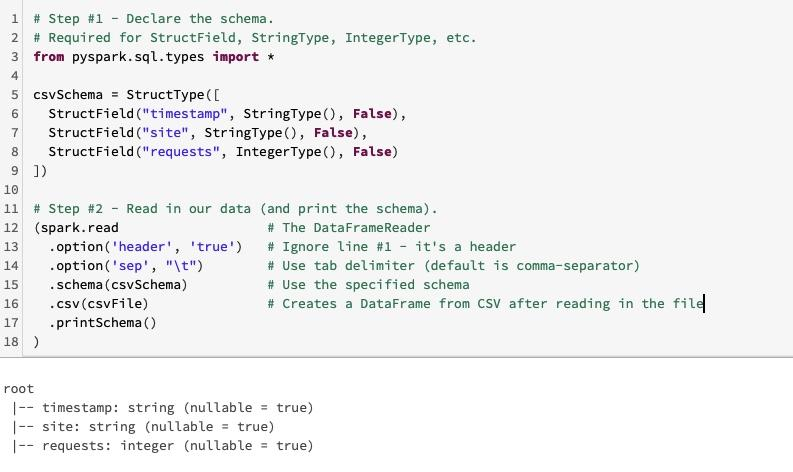 1 # Step #1 - Declare the schema.
2 # Required for StructField, StringType, IntegerType, etc.
3 from pyspark.sql.types import *
4
5 csvSchema = StructType([
6   StructField("timestamp", StringType(), False),
7   StructField("site", StringType(), False),
8   StructField("requests", IntegerType(), False)
9 ])
10
11 # Step #2 - Read in our data (and print the schema).
12 (spark.read                   # The DataFrameReader
13   .option('header', 'true')   # Ignore line #1 - it's a header
14   .option('sep', "\t")        # Use tab delimiter (default is comma-separator)
15   .schema(csvSchema)          # Use the specified schema
16   .csv(csvFile)               # Creates a DataFrame from CSV after reading in the file
17   .printSchema()
18 )
root
 |-- timestamp: string (nullable = true)
 |-- site: string (nullable = true)
 |-- requests: integer (nullable = true)